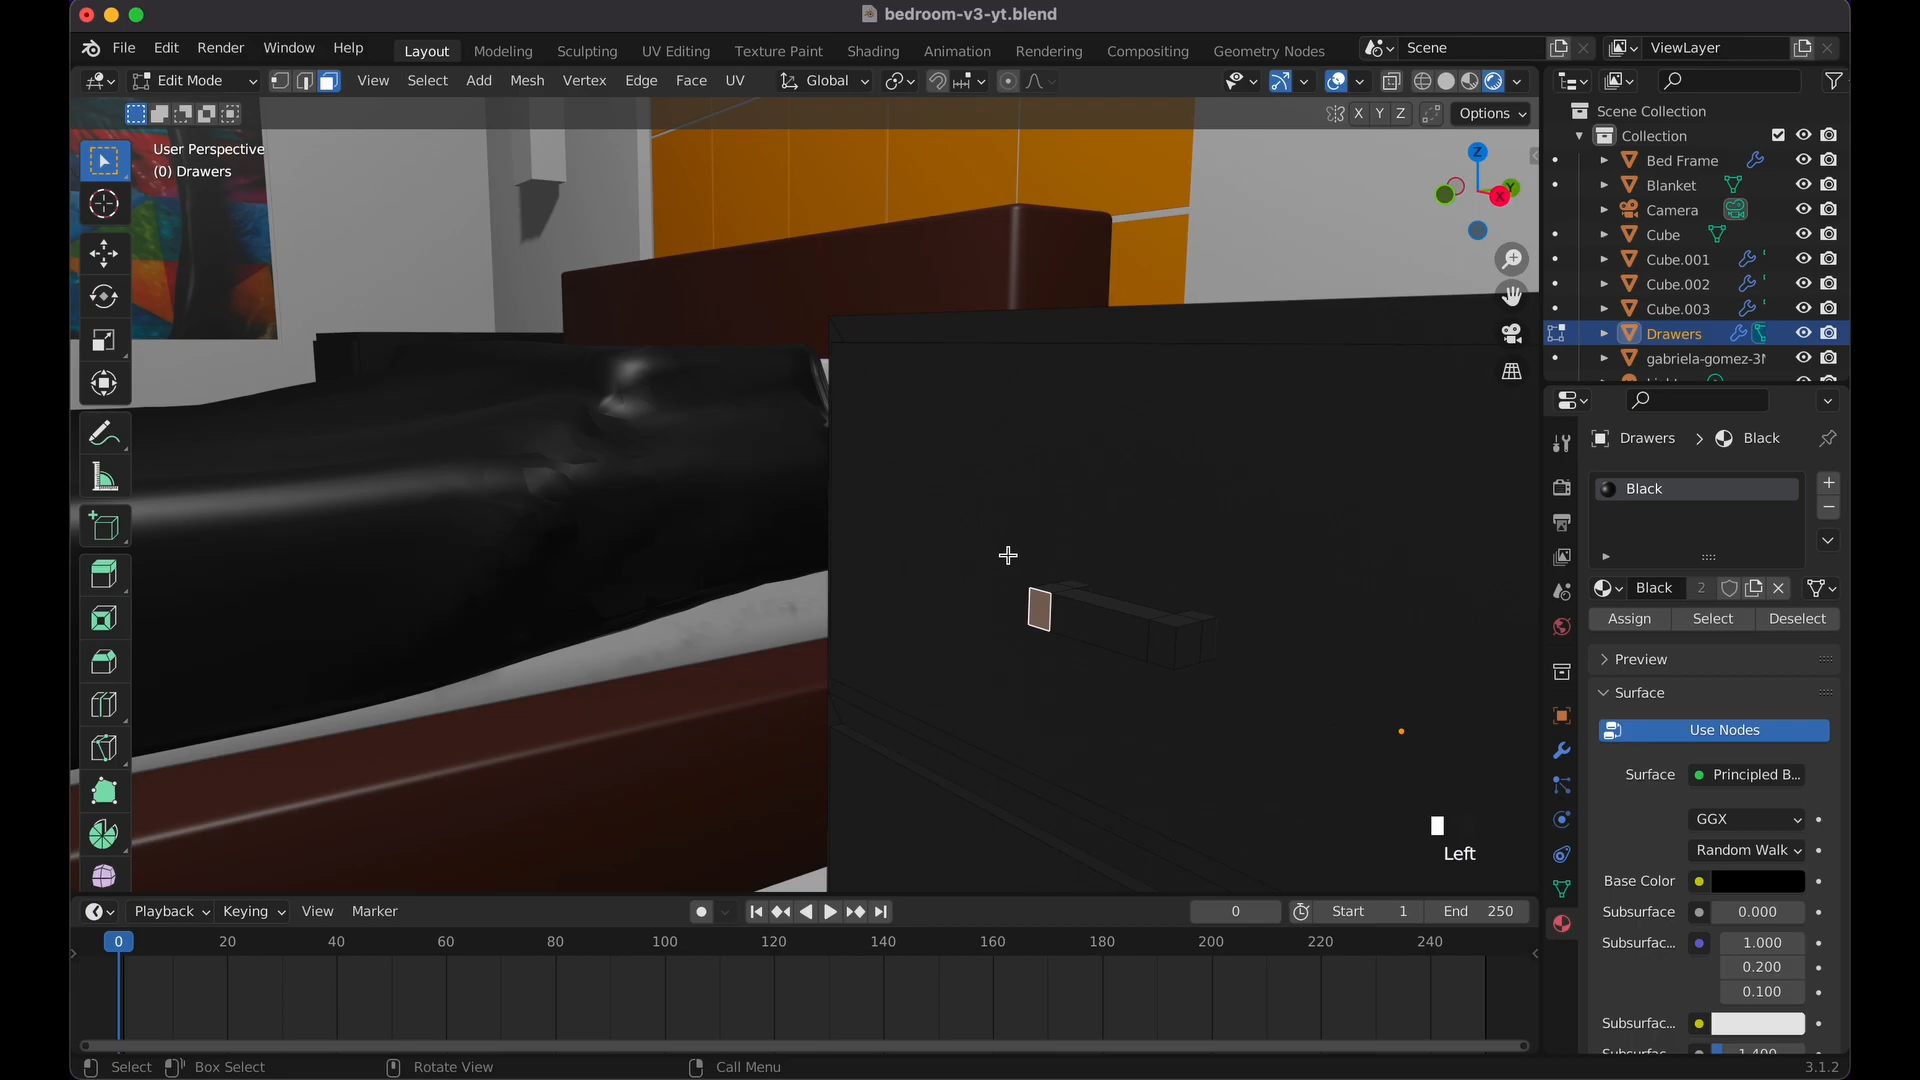 bedroom-v3-yt.blend
File Edit Render Window Help Layout Modeling Sculpting UV Editing Texture Paint Shading Animation Rendering Compositing Geometry Nodes Scene ViewLayer
Edit Mode View Select Add Mesh Vertex Edge Face UV Global
X Y Z Options
User Perspective
(0) Drawers
Z
Y
X
Left
Scene Collection
Collection
Bed Frame
Blanket
Camera
Cube
Cube.001
Cube.002
Cube.003
Drawers
gabriela-gomez-3
Drawers > Black
Black
Black 2
Assign Select Deselect
Preview
Surface
Use Nodes
Surface Principled B...
GGX
Random Walk
Base Color
Subsurface 0.000
Subsurfac... 1.000
0.200
0.100
Subsurfac...
Subsurfac... 1.400
Playback Keying View Marker 0 Start 1 End 250
0 20 40 60 80 100 120 140 160 180 200 220 240
Select Box Select Rotate View Call Menu 3.1.2